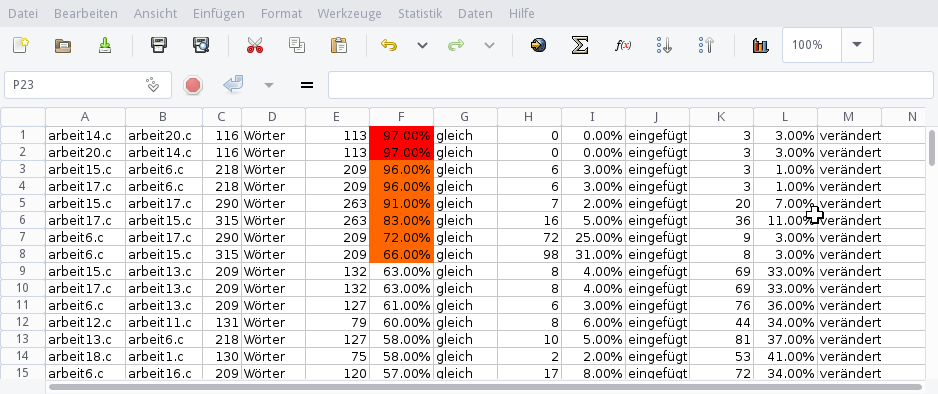 Datei Bearbeiten Ansicht Einfügen Format Werkzeuge Statistik Daten Hilfe
f(x) 100%
P23 =
A B C D E F G H I J K L M N
1 arbeit14.c arbeit20.c 116 Wörter 113 97.00% gleich 0 0.00% eingefügt 3 3.00% verändert
2 arbeit20.c arbeit14.c 116 Wörter 113 97.00% gleich 0 0.00% eingefügt 3 3.00% verändert
3 arbeit15.c arbeit6.c 218 Wörter 209 96.00% gleich 6 3.00% eingefügt 3 1.00% verändert
4 arbeit17.c arbeit6.c 218 Wörter 209 96.00% gleich 6 3.00% eingefügt 3 1.00% verändert
5 arbeit15.c arbeit17.c 290 Wörter 263 91.00% gleich 7 2.00% eingefügt 20 7.00% verändert
6 arbeit17.c arbeit15.c 315 Wörter 263 83.00% gleich 16 5.00% eingefügt 36 11.00% verändert
7 arbeit6.c arbeit17.c 290 Wörter 209 72.00% gleich 72 25.00% eingefügt 9 3.00% verändert
8 arbeit6.c arbeit15.c 315 Wörter 209 66.00% gleich 98 31.00% eingefügt 8 3.00% verändert
9 arbeit15.c arbeit13.c 209 Wörter 132 63.00% gleich 8 4.00% eingefügt 69 33.00% verändert
10 arbeit17.c arbeit13.c 209 Wörter 132 63.00% gleich 8 4.00% eingefügt 69 33.00% verändert
11 arbeit6.c arbeit13.c 209 Wörter 127 61.00% gleich 6 3.00% eingefügt 76 36.00% verändert
12 arbeit12.c arbeit11.c 131 Wörter 79 60.00% gleich 8 6.00% eingefügt 44 34.00% verändert
13 arbeit13.c arbeit6.c 218 Wörter 127 58.00% gleich 10 5.00% eingefügt 81 37.00% verändert
14 arbeit18.c arbeit1.c 130 Wörter 75 58.00% gleich 2 2.00% eingefügt 53 41.00% verändert
15 arbeit6.c arbeit16.c 209 Wörter 120 57.00% gleich 17 8.00% eingefügt 72 34.00% verändert